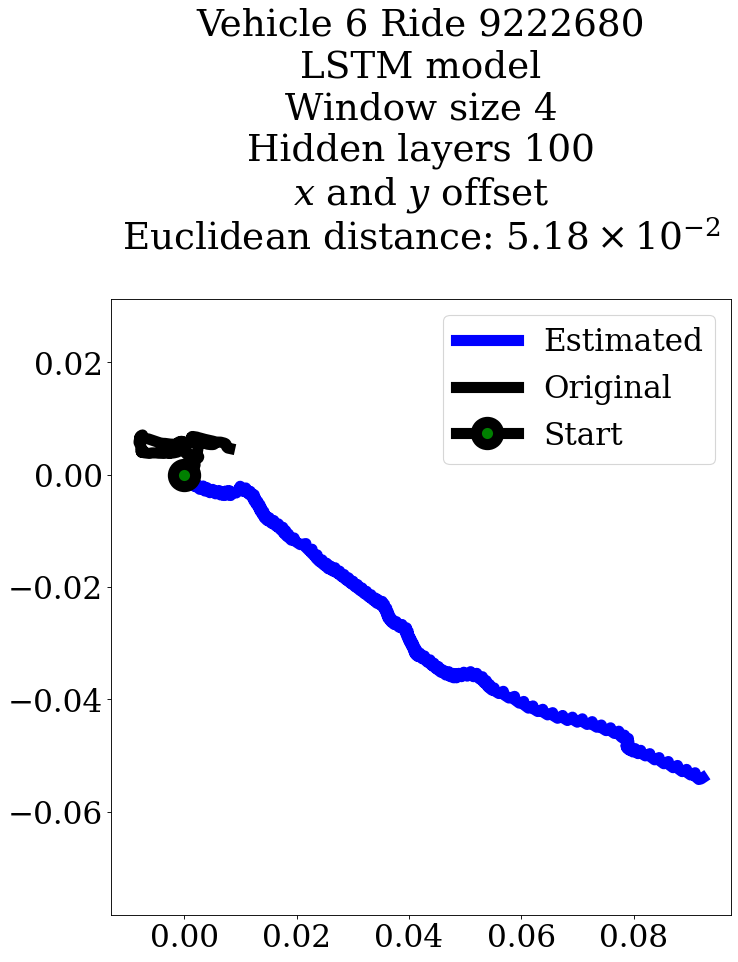 Vehicle 6 Ride 9222680
LSTM model
Window size 4
Hidden layers 100
x and y offset
Euclidean distance: 5.18 × 10⁻²
Estimated
Original
Start
0.02
0.00
−0.02
−0.04
−0.06
0.00 0.02 0.04 0.06 0.08